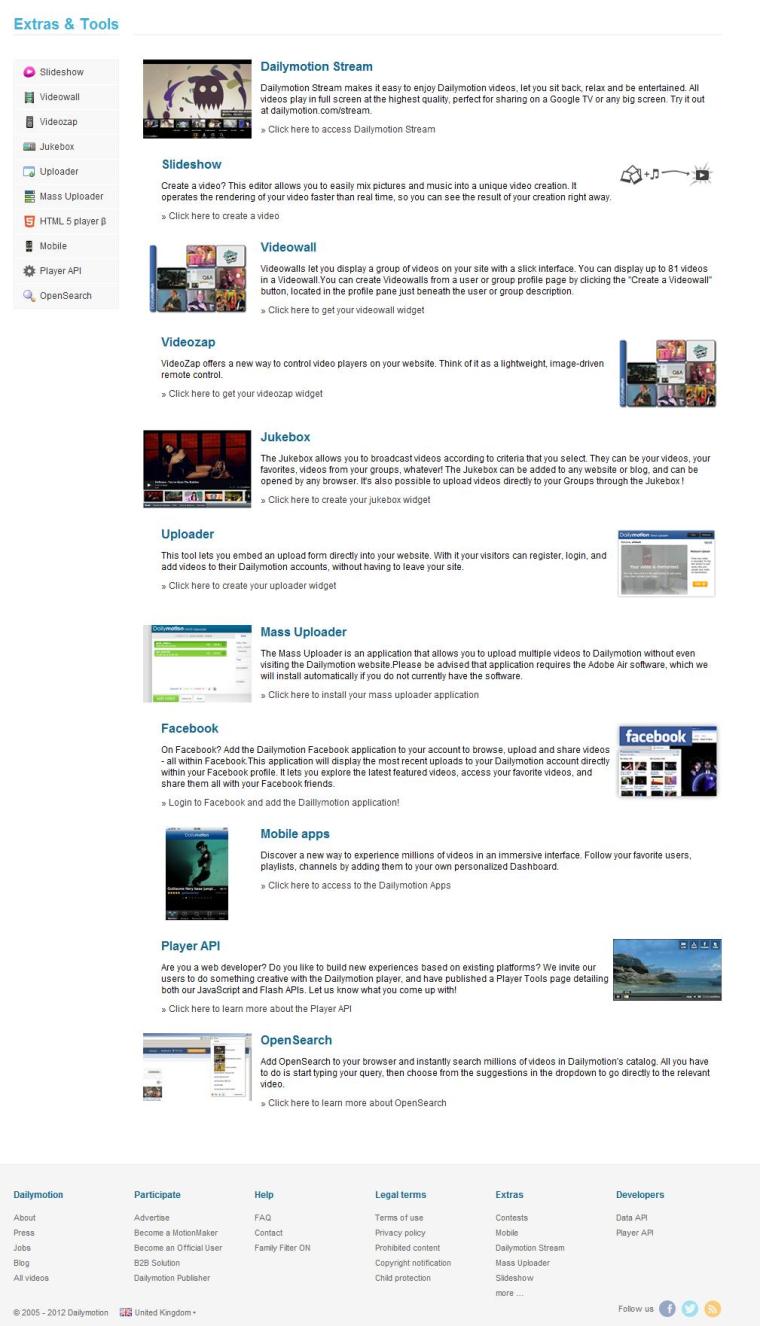 Extras & Tools
Slideshow
Videowall
Videozap
Jukebox
Uploader
Mass Uploader
HTML 5 player β
Mobile
Player API
OpenSearch
Dailymotion Stream
Dailymotion Stream makes it easy to enjoy Dailymotion videos, let you sit back, relax and be entertained. All
videos play in full screen at the highest quality, perfect for sharing on a Google TV or any big screen. Try it out
at dailymotion.com/stream.
» Click here to access Dailymotion Stream
Slideshow
Create a video? This editor allows you to easily mix pictures and music into a unique video creation. It
operates the rendering of your video faster than real time, so you can see the result of your creation right away.
» Click here to create a video
Videowall
Videowalls let you display a group of videos on your site with a slick interface. You can display up to 81 videos
in a Videowall.You can create Videowalls from a user or group profile page by clicking the "Create a Videowall"
button, located in the profile pane just beneath the user or group description.
» Click here to get your videowall widget
Q&A
Videozap
VideoZap offers a new way to control video players on your website. Think of it as a lightweight, image-driven
remote control.
» Click here to get your videozap widget
Q&A
Jukebox
The Jukebox allows you to broadcast videos according to criteria that you select. They can be your videos, your
favorites, videos from your groups, whatever! The Jukebox can be added to any website or blog, and can be
opened by any browser. It's also possible to upload videos directly to your Groups through the Jukebox !
» Click here to create your jukebox widget
Uploader
This tool lets you embed an upload form directly into your website. With it your visitors can register, login, and
add videos to their Dailymotion accounts, without having to leave your site.
» Click here to create your uploader widget
Dailymotion
Mass Uploader
The Mass Uploader is an application that allows you to upload multiple videos to Dailymotion without even
visiting the Dailymotion website.Please be advised that application requires the Adobe Air software, which we
will install automatically if you do not currently have the software.
» Click here to install your mass uploader application
Dailymotion
Facebook
On Facebook? Add the Dailymotion Facebook application to your account to browse, upload and share videos
- all within Facebook.This application will display the most recent uploads to your Dailymotion account directly
within your Facebook profile. It lets you explore the latest featured videos, access your favorite videos, and
share them all with your Facebook friends.
» Login to Facebook and add the Daillymotion application!
facebook
Mobile apps
Discover a new way to experience millions of videos in an immersive interface. Follow your favorite users,
playlists, channels by adding them to your own personalized Dashboard.
» Click here to access to the Dailymotion Apps
Dailymotion
Player API
Are you a web developer? Do you like to build new experiences based on existing platforms? We invite our
users to do something creative with the Dailymotion player, and have published a Player Tools page detailing
both our JavaScript and Flash APIs. Let us know what you come up with!
» Click here to learn more about the Player API
OpenSearch
Add OpenSearch to your browser and instantly search millions of videos in Dailymotion's catalog. All you have
to do is start typing your query, then choose from the suggestions in the dropdown to go directly to the relevant
video.
» Click here to learn more about OpenSearch
Dailymotion
About
Press
Jobs
Blog
All videos
Participate
Advertise
Become a MotionMaker
Become an Official User
B2B Solution
Dailymotion Publisher
Help
FAQ
Contact
Family Filter ON
Legal terms
Terms of use
Privacy policy
Prohibited content
Copyright notification
Child protection
Extras
Contests
Mobile
Dailymotion Stream
Mass Uploader
Slideshow
more ...
Developers
Data API
Player API
© 2005 - 2012 Dailymotion
United Kingdom
Follow us